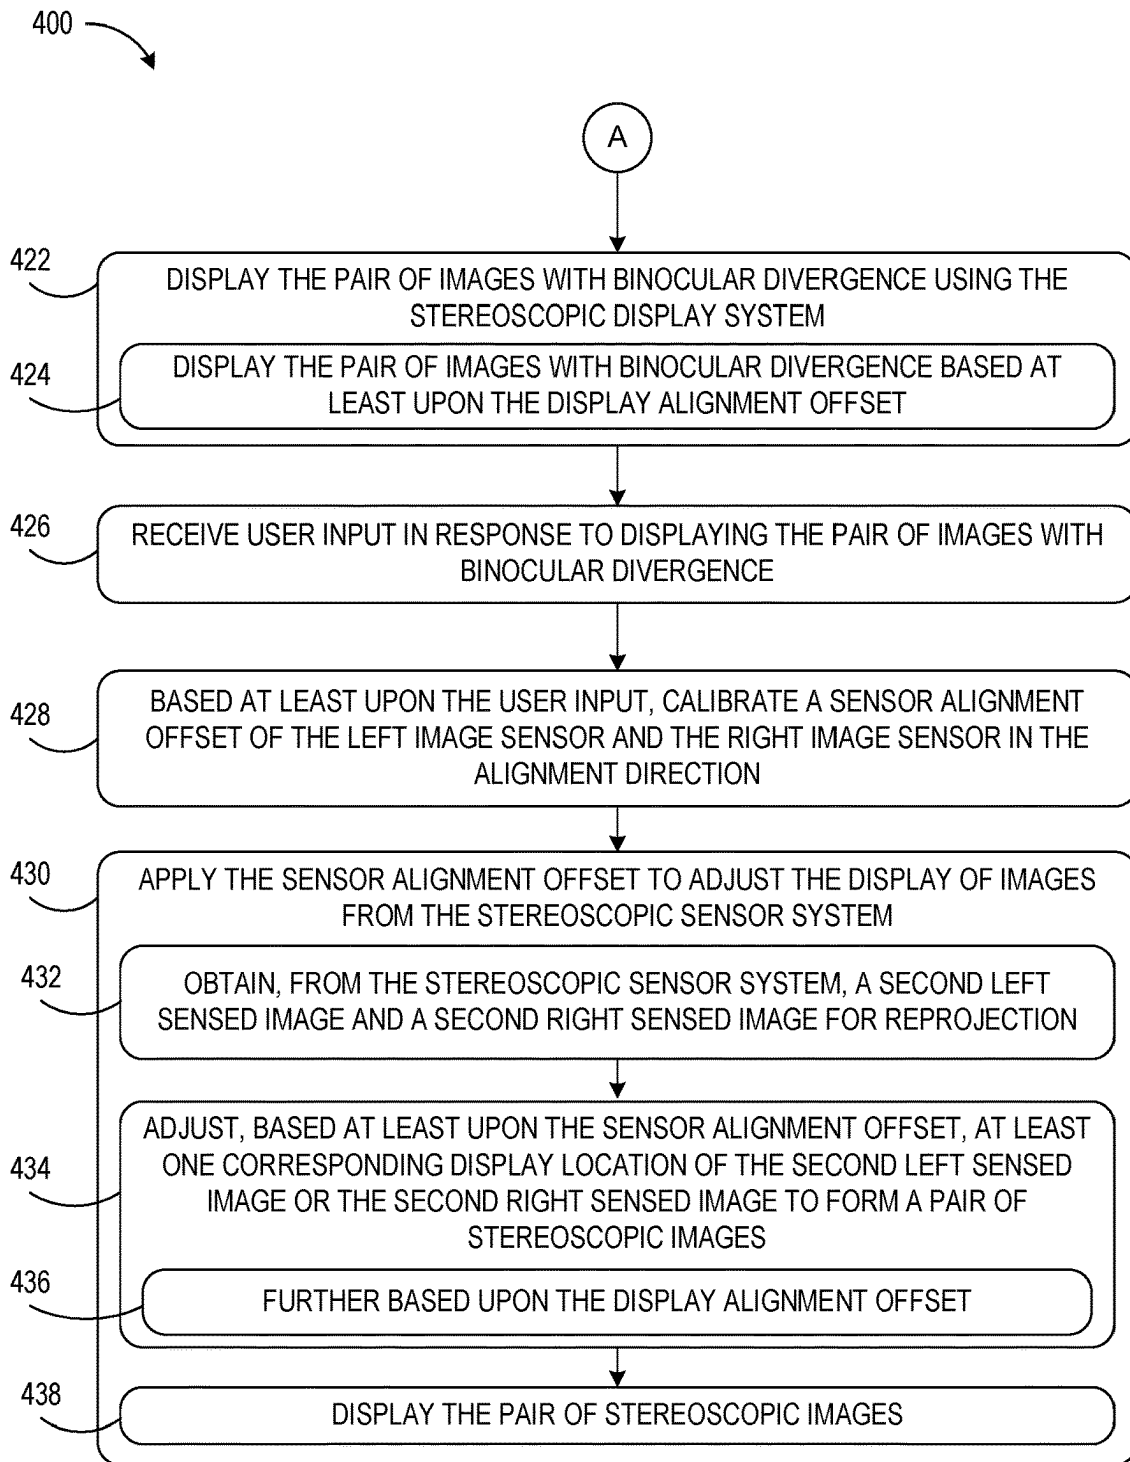 400
A
422
DISPLAY THE PAIR OF IMAGES WITH BINOCULAR DIVERGENCE USING THE
STEREOSCOPIC DISPLAY SYSTEM
424
DISPLAY THE PAIR OF IMAGES WITH BINOCULAR DIVERGENCE BASED AT
LEAST UPON THE DISPLAY ALIGNMENT OFFSET
426
RECEIVE USER INPUT IN RESPONSE TO DISPLAYING THE PAIR OF IMAGES WITH
BINOCULAR DIVERGENCE
428
BASED AT LEAST UPON THE USER INPUT, CALIBRATE A SENSOR ALIGNMENT
OFFSET OF THE LEFT IMAGE SENSOR AND THE RIGHT IMAGE SENSOR IN THE
ALIGNMENT DIRECTION
430
APPLY THE SENSOR ALIGNMENT OFFSET TO ADJUST THE DISPLAY OF IMAGES
FROM THE STEREOSCOPIC SENSOR SYSTEM
432
OBTAIN, FROM THE STEREOSCOPIC SENSOR SYSTEM, A SECOND LEFT
SENSED IMAGE AND A SECOND RIGHT SENSED IMAGE FOR REPROJECTION
434
ADJUST, BASED AT LEAST UPON THE SENSOR ALIGNMENT OFFSET, AT LEAST
ONE CORRESPONDING DISPLAY LOCATION OF THE SECOND LEFT SENSED
IMAGE OR THE SECOND RIGHT SENSED IMAGE TO FORM A PAIR OF
STEREOSCOPIC IMAGES
436
FURTHER BASED UPON THE DISPLAY ALIGNMENT OFFSET
438
DISPLAY THE PAIR OF STEREOSCOPIC IMAGES